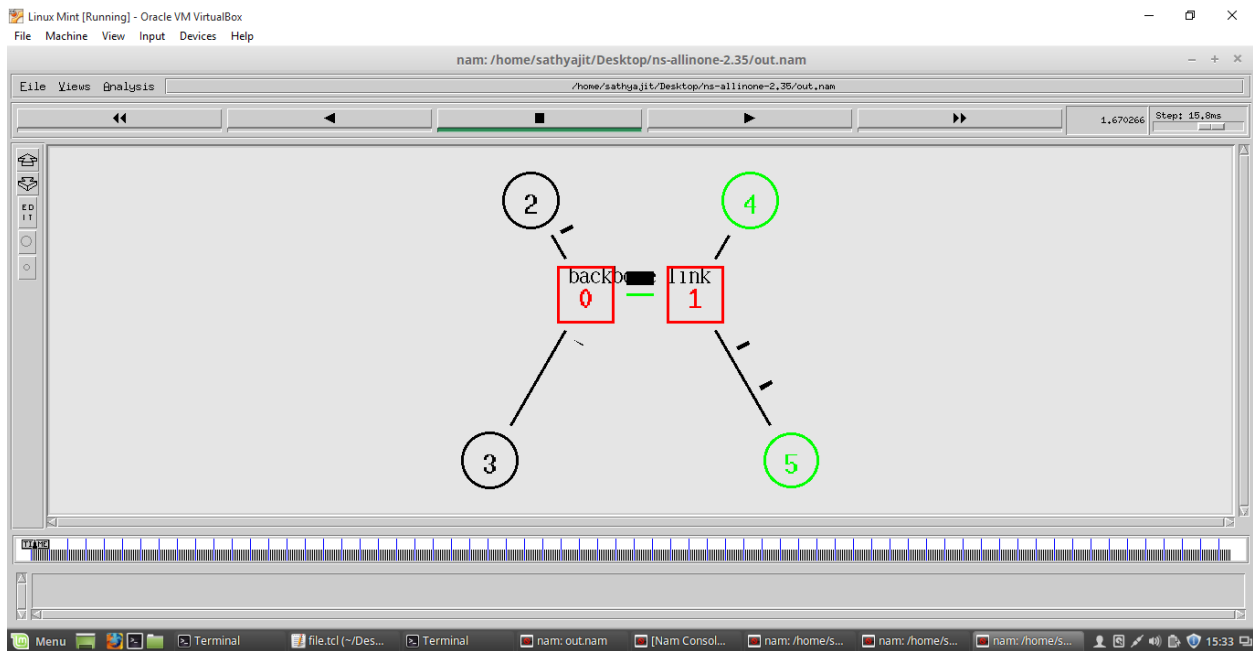 Linux Mint [Running] - Oracle VM VirtualBox
File Machine View Input Devices Help
nam: /home/sathyajit/Desktop/ns-allinone-2.35/out.nam
File Views Analysis /home/sathyajit/Desktop/ns-allinone-2.35/out.nam
1.670266 Step: 15.8ms
ED
IT
2 4
link
0 1
3 5
TIME
Menu Terminal file.tcl (~/Des... Terminal nam: out.nam [Nam Consol... nam: /home/s... nam: /home/s... nam: /home/s... 15:33